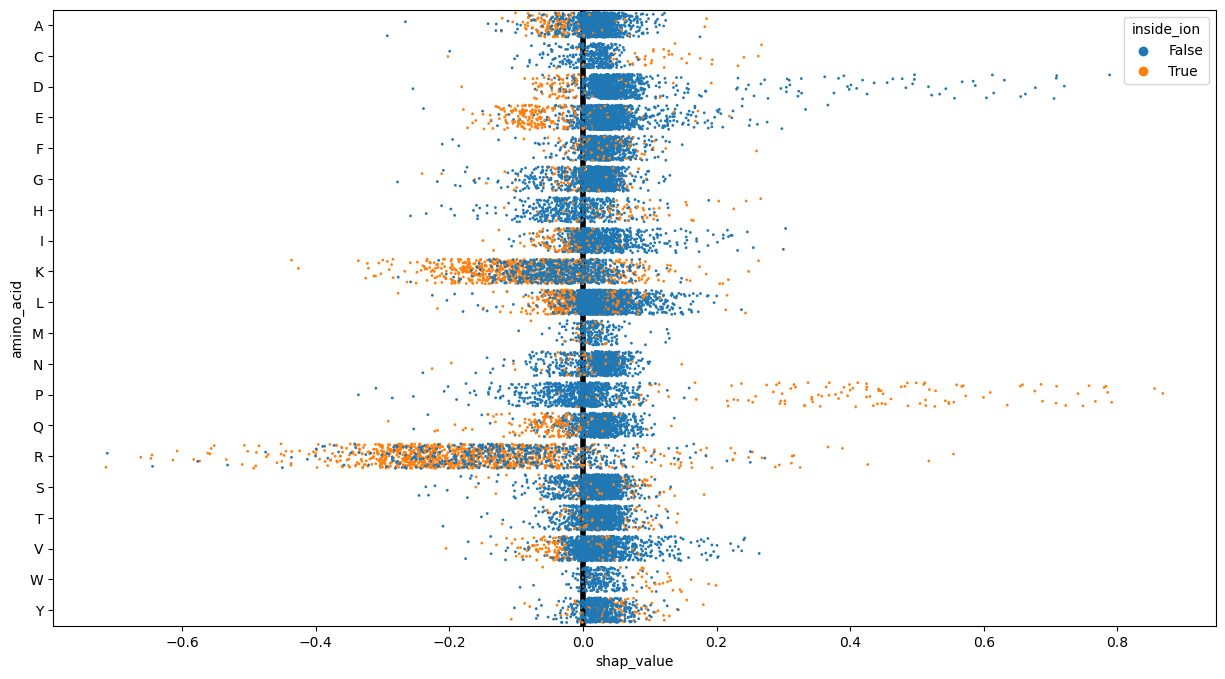 inside_ion
False
True
amino_acid
A
C
D
E
F
G
H
I
K
L
M
N
P
Q
R
S
T
V
W
Y
−0.6
−0.4
−0.2
0.0
0.2
0.4
0.6
0.8
shap_value